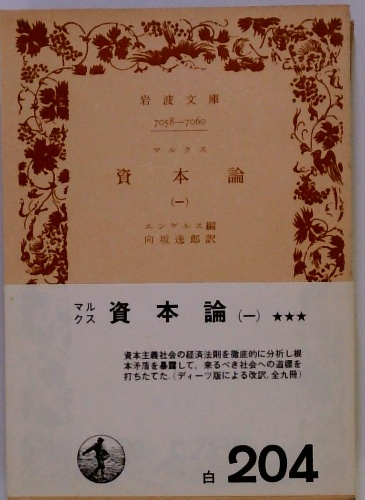 岩波文庫
7058—7060
マルクス
資本論
(一)
エンゲルス編
向坂逸郎訳
マルクス 資本論 (一) ★★★
資本主義社会の経済法則を徹底的に分析し根
本矛盾を暴露して，来るべき社会への道標を
打ちたてた．(ディーツ版による改訳．全九冊)
白 204